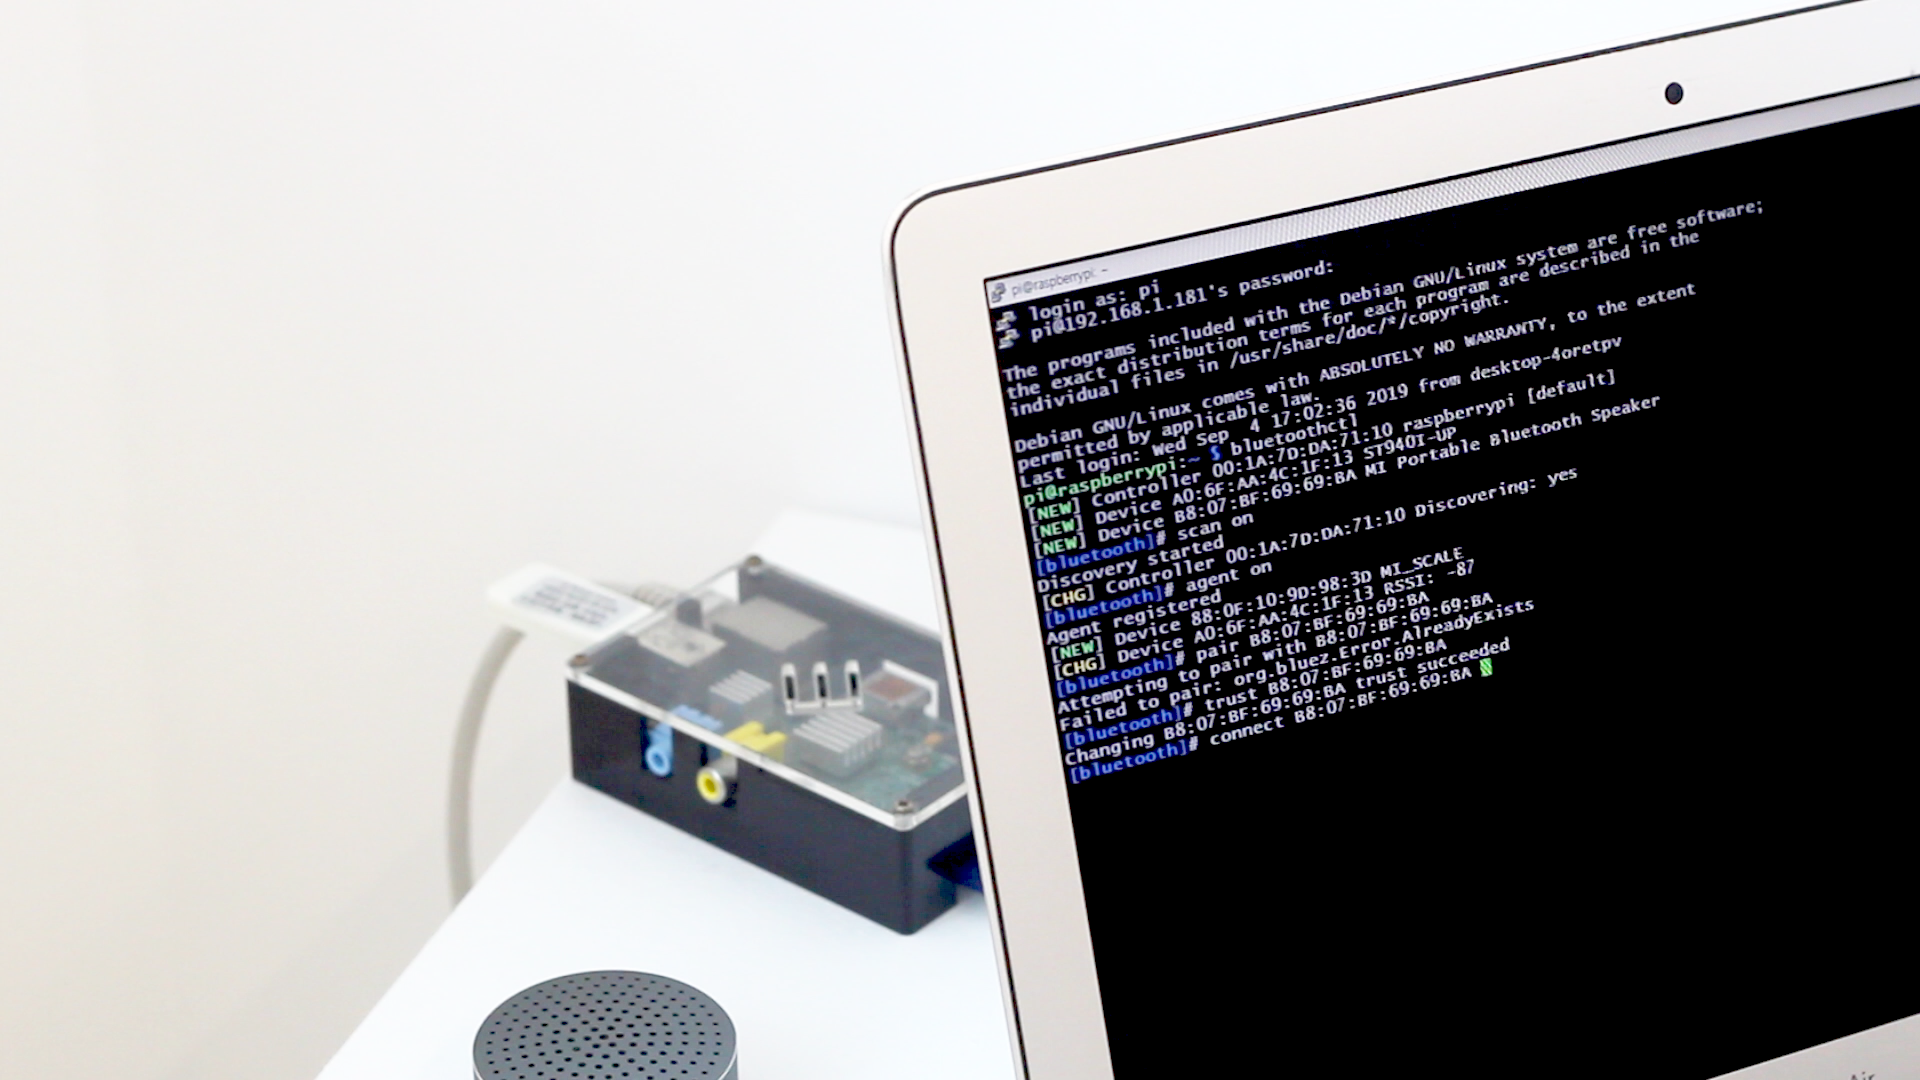 pi@raspberrypi: ~
login as: pi
pi@192.168.1.181's password:
The programs included with the Debian GNU/Linux system are free software;
the exact distribution terms for each program are described in the
individual files in /usr/share/doc/*/copyright.
Debian GNU/Linux comes with ABSOLUTELY NO WARRANTY, to the extent
permitted by applicable law.
Last login: Wed Sep  4 17:02:36 2019 from desktop-4oretpv
pi@raspberrypi:~ $ bluetoothctl
[NEW] Controller 00:1A:7D:DA:71:10 raspberrypi [default]
[NEW] Device A0:6F:AA:4C:1F:13 ST940I-UP
[NEW] Device B8:07:BF:69:69:BA MI Portable Bluetooth Speaker
[bluetooth]# scan on
Discovery started
[CHG] Controller 00:1A:7D:DA:71:10 Discovering: yes
[bluetooth]# agent on
Agent registered
[NEW] Device 88:0F:10:9D:98:3D MI_SCALE
[CHG] Device A0:6F:AA:4C:1F:13 RSSI: -87
[bluetooth]# pair B8:07:BF:69:69:BA
Attempting to pair with B8:07:BF:69:69:BA
Failed to pair: org.bluez.Error.AlreadyExists
[bluetooth]# trust B8:07:BF:69:69:BA
Changing B8:07:BF:69:69:BA trust succeeded
[bluetooth]# connect B8:07:BF:69:69:BA
Air